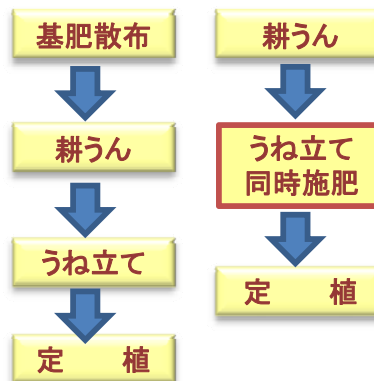 基肥散布
耕うん
うね立て
定　　植
耕うん
うね立て
同時施肥
定　　植